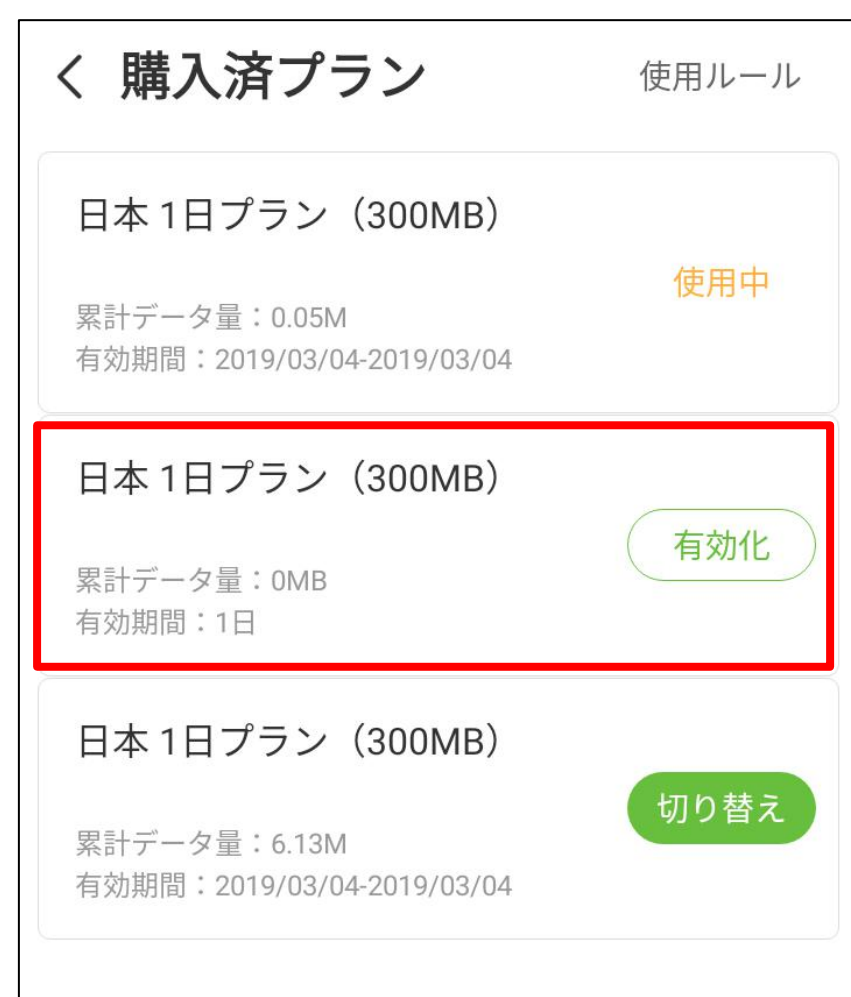 購入済プラン 使用ルール
日本 1日プラン（300MB）
使用中
累計データ量：0.05M
有効期間：2019/03/04-2019/03/04
日本 1日プラン（300MB）
有効化
累計データ量：0MB
有効期間：1日
日本 1日プラン（300MB）
切り替え
累計データ量：6.13M
有効期間：2019/03/04-2019/03/04